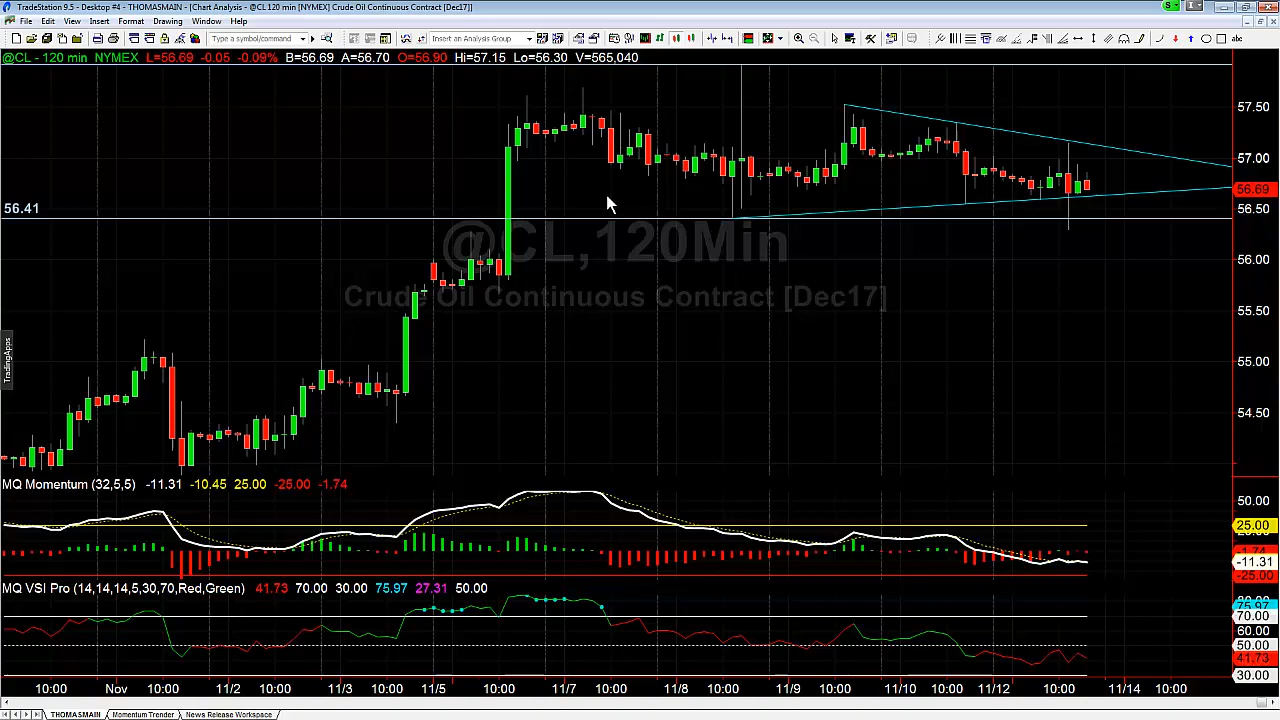 TradeStation 9.5 - Desktop #4 - THOMASMAIN - [Chart Analysis - @CL 120 min [NYMEX] Crude Oil Continuous Contract [Dec17]]
File Edit View Insert Format Drawing Window Help
Type a symbol/command Insert an Analysis Group abc
@CL - 120 min NYMEX L=56.69 -0.05 -0.09% B=56.69 A=56.70 O=56.90 Hi=57.15 Lo=56.30 V=565,040
57.50
57.00
56.69
56.41
56.50
@CL,120Min
56.00
Crude Oil Continuous Contract [Dec17]
55.50
55.00
TradingApps
54.50
MQ Momentum (32,5,5) -11.31 -10.45 25.00 -25.00 -1.74
50.00
25.00
-1.74
-11.31
-25.00
MQ VSI Pro (14,14,14,5,30,70,Red,Green) 41.73 70.00 30.00 75.97 27.31 50.00
75.97
70.00
60.00
50.00
41.73
30.00
10:00 Nov 10:00 11/2 10:00 11/3 10:00 11/5 10:00 11/7 10:00 11/8 10:00 11/9 10:00 11/10 10:00 11/12 10:00 11/14 10:00
THOMASMAIN Momentum Trender News Release Workspace